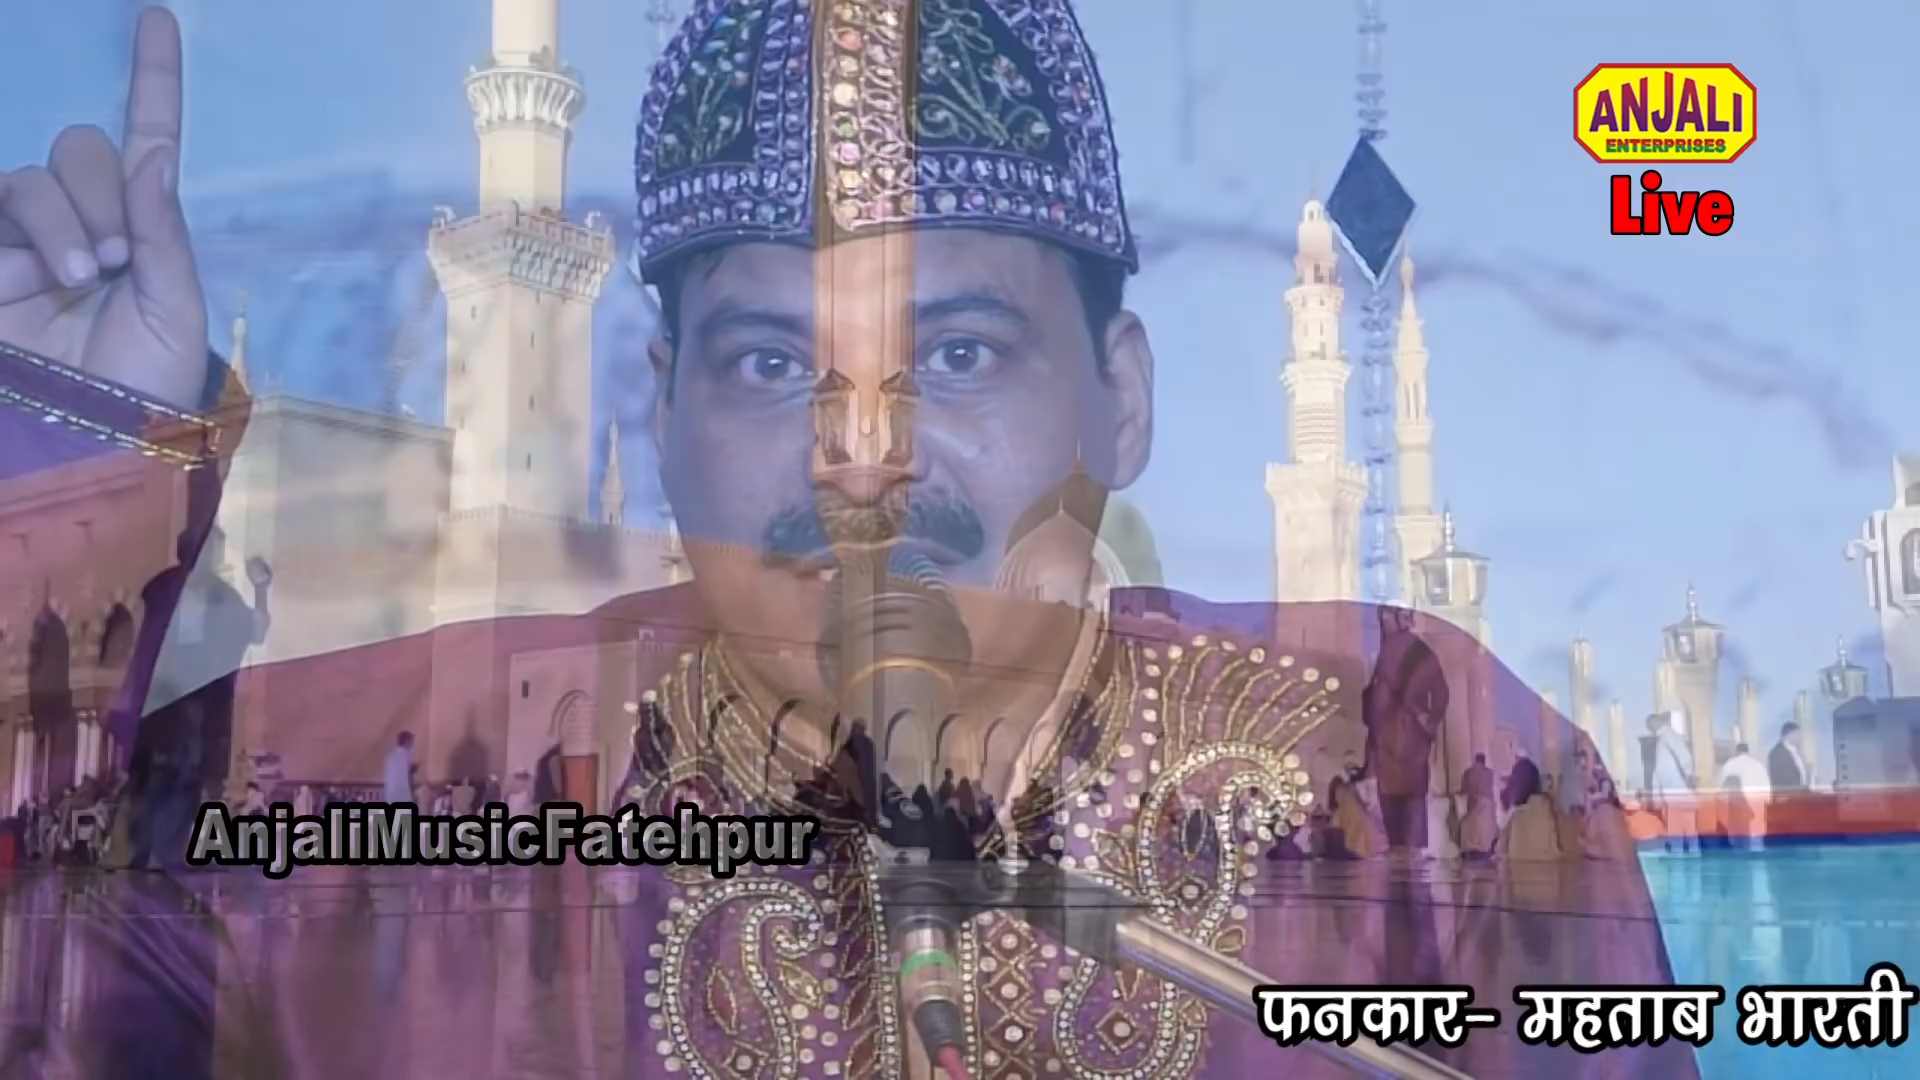 ANJALI
ENTERPRISES
Live
AnjaliMusicFatehpur
फनकार- महताब भारती